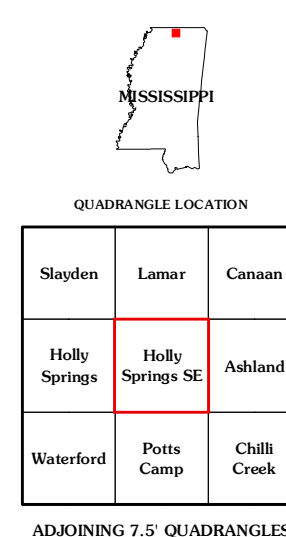 MISSISSIPPI
QUADRANGLE LOCATION
Slayden
Lamar
Canaan
Holly
Springs
Holly
Springs SE
Ashland
Waterford
Potts
Camp
Chilli
Creek
ADJOINING 7.5' QUADRANGLES